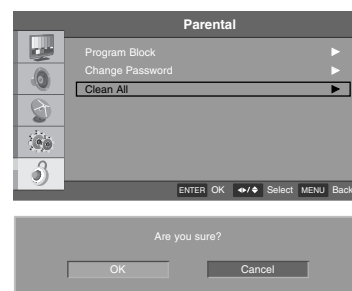 Parental
Program Block
Change Password
Clean All
ENTER OK Select MENU Back
Are you sure?
OK Cancel